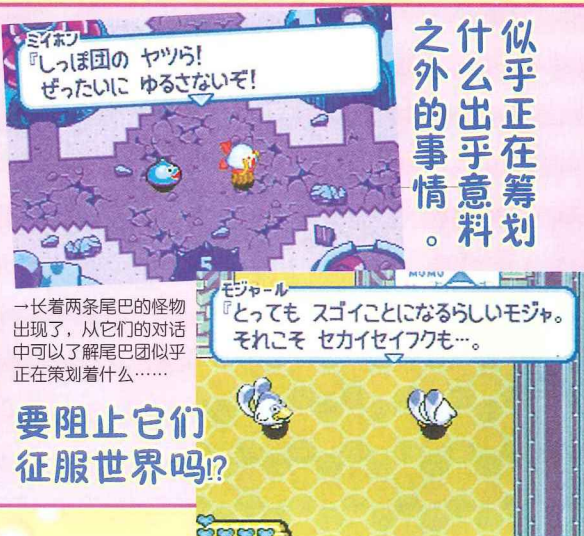 ミイホン
『しっぽ団の ヤツら!
ぜったいに ゆるさないぞ!
似乎正在筹划
什么出乎意料
之外的事情。
5
→长着两条尾巴的怪物
出现了，从它们的对话
中可以了解尾巴团似乎
正在策划着什么……
MOMO
モジャール
『とっても スゴイことになるらしいモジャ。
それこそ セカイセイフクも…。
要阻止它们
征服世界吗!?